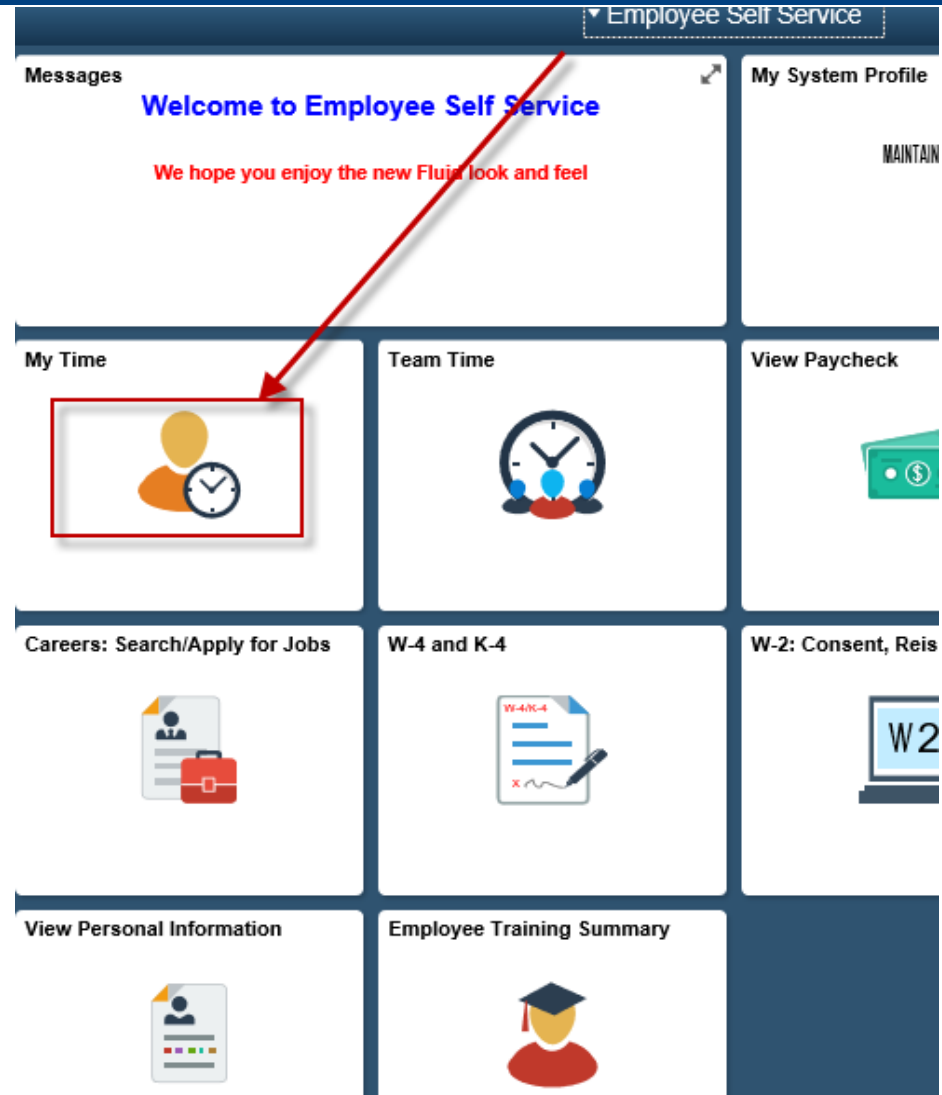 Employee Self Service
Messages
Welcome to Employee Self Service
We hope you enjoy the new Fluid look and feel
My System Profile
MAINTAIN
My Time
Team Time
View Paycheck
Careers: Search/Apply for Jobs
W-4 and K-4
W-4/K-4
X
W-2: Consent, Reis
W2
View Personal Information
Employee Training Summary